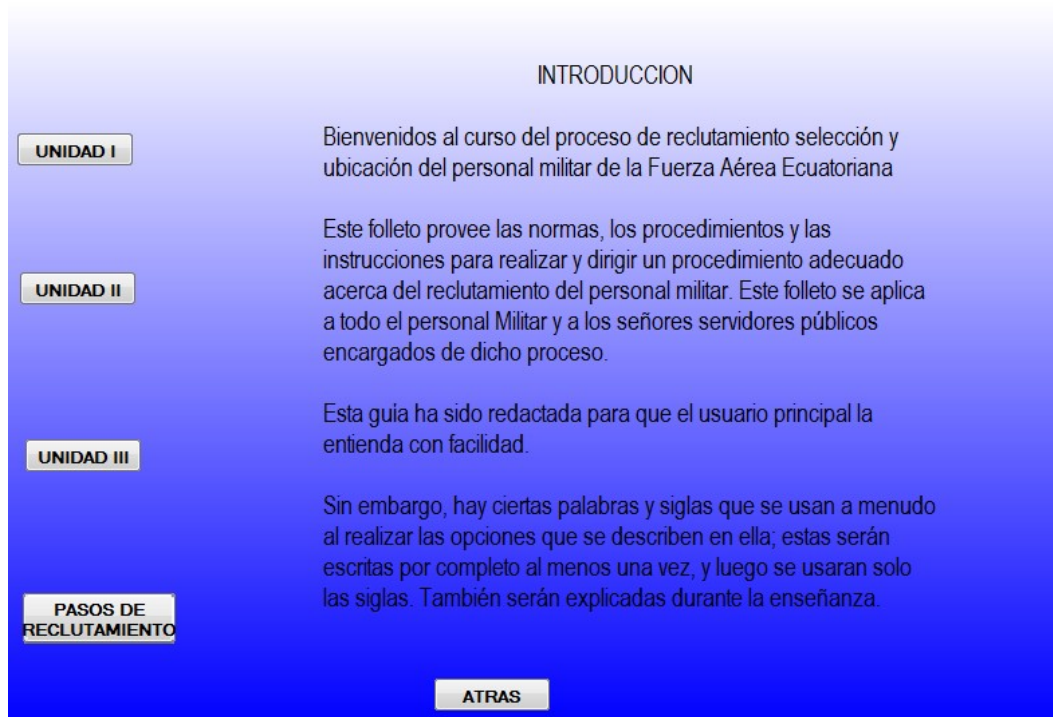 INTRODUCCION
UNIDAD I
Bienvenidos al curso del proceso de reclutamiento selección y
ubicación del personal militar de la Fuerza Aérea Ecuatoriana
Este folleto provee las normas, los procedimientos y las
instrucciones para realizar y dirigir un procedimiento adecuado
acerca del reclutamiento del personal militar. Este folleto se aplica
a todo el personal Militar y a los señores servidores públicos
encargados de dicho proceso.
UNIDAD II
Esta guía ha sido redactada para que el usuario principal la
entienda con facilidad.
UNIDAD III
Sin embargo, hay ciertas palabras y siglas que se usan a menudo
al realizar las opciones que se describen en ella; estas serán
escritas por completo al menos una vez, y luego se usaran solo
las siglas. También serán explicadas durante la enseñanza.
PASOS DE
RECLUTAMIENTO
ATRAS